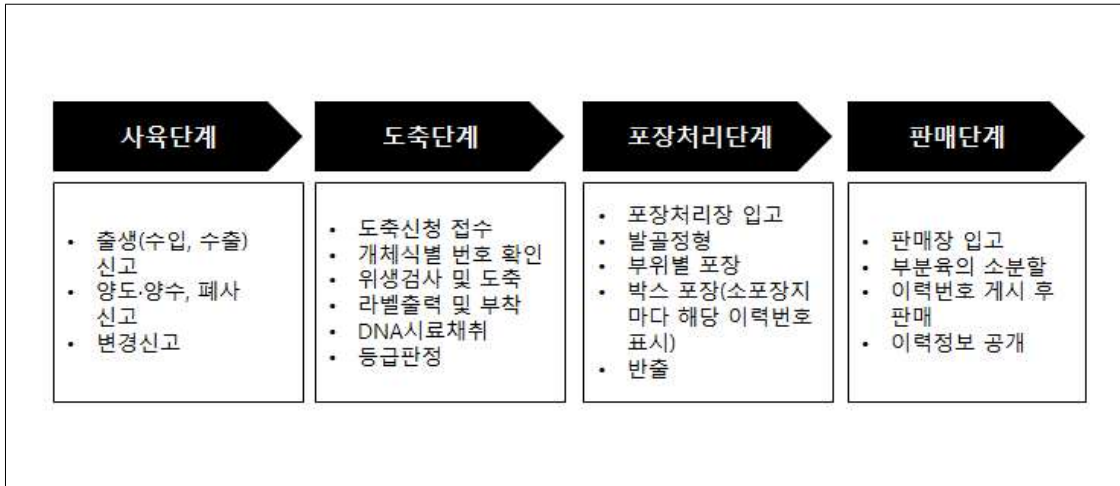 사육단계
• 출생(수입, 수출)
신고
• 양도·양수, 폐사
신고
• 변경신고
도축단계
• 도축신청 접수
• 개체식별 번호 확인
• 위생검사 및 도축
• 라벨출력 및 부착
• DNA시료채취
• 등급판정
포장처리단계
• 포장처리장 입고
• 발골정형
• 부위별 포장
• 박스 포장(소포장지
마다 해당 이력번호
표시)
• 반출
판매단계
• 판매장 입고
• 부분육의 소분할
• 이력번호 게시 후
판매
• 이력정보 공개